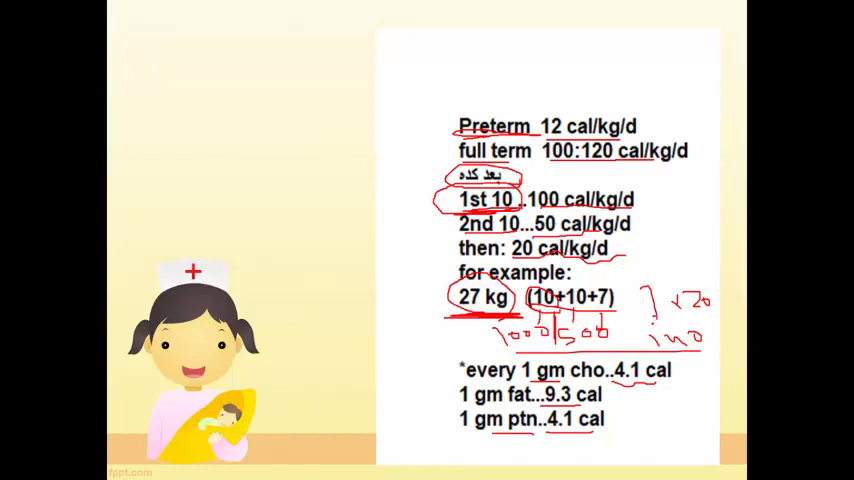 Preterm 12 cal/kg/d
full term 100:120 cal/kg/d
بعد كده
1st 10 ..100 cal/kg/d
2nd 10...50 cal/kg/d
then: 20 cal/kg/d
for example:
27 kg (10+10+7) x20
1000 500 140
*every 1 gm cho..4.1 cal
1 gm fat...9.3 cal
1 gm ptn..4.1 cal
fppt.com